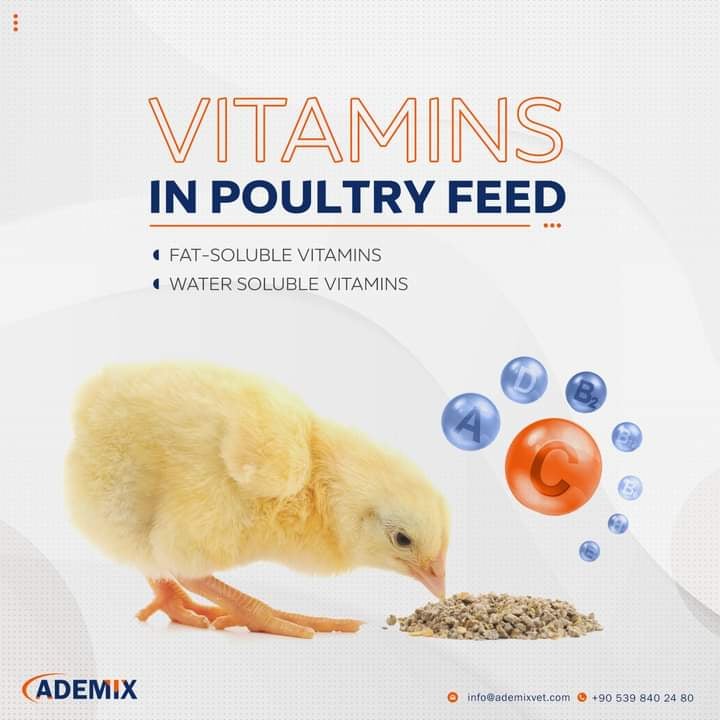 VITAMINS
IN POULTRY FEED
FAT-SOLUBLE VITAMINS
WATER SOLUBLE VITAMINS
D
B2
A
C
E
ADEMIX
info@ademixvet.com
+90 539 840 24 80